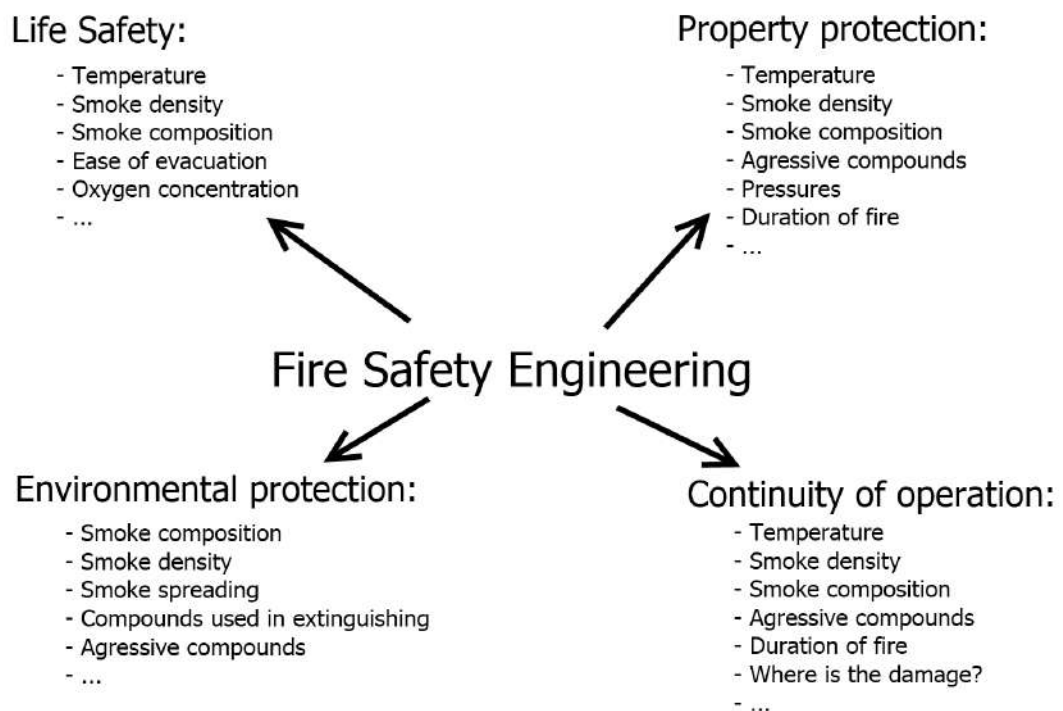 Life Safety:
- Temperature
- Smoke density
- Smoke composition
- Ease of evacuation
- Oxygen concentration
- ...
Property protection:
- Temperature
- Smoke density
- Smoke composition
- Agressive compounds
- Pressures
- Duration of fire
- ...
Fire Safety Engineering
Environmental protection:
- Smoke composition
- Smoke density
- Smoke spreading
- Compounds used in extinguishing
- Agressive compounds
- ...
Continuity of operation:
- Temperature
- Smoke density
- Smoke composition
- Agressive compounds
- Duration of fire
- Where is the damage?
- ...